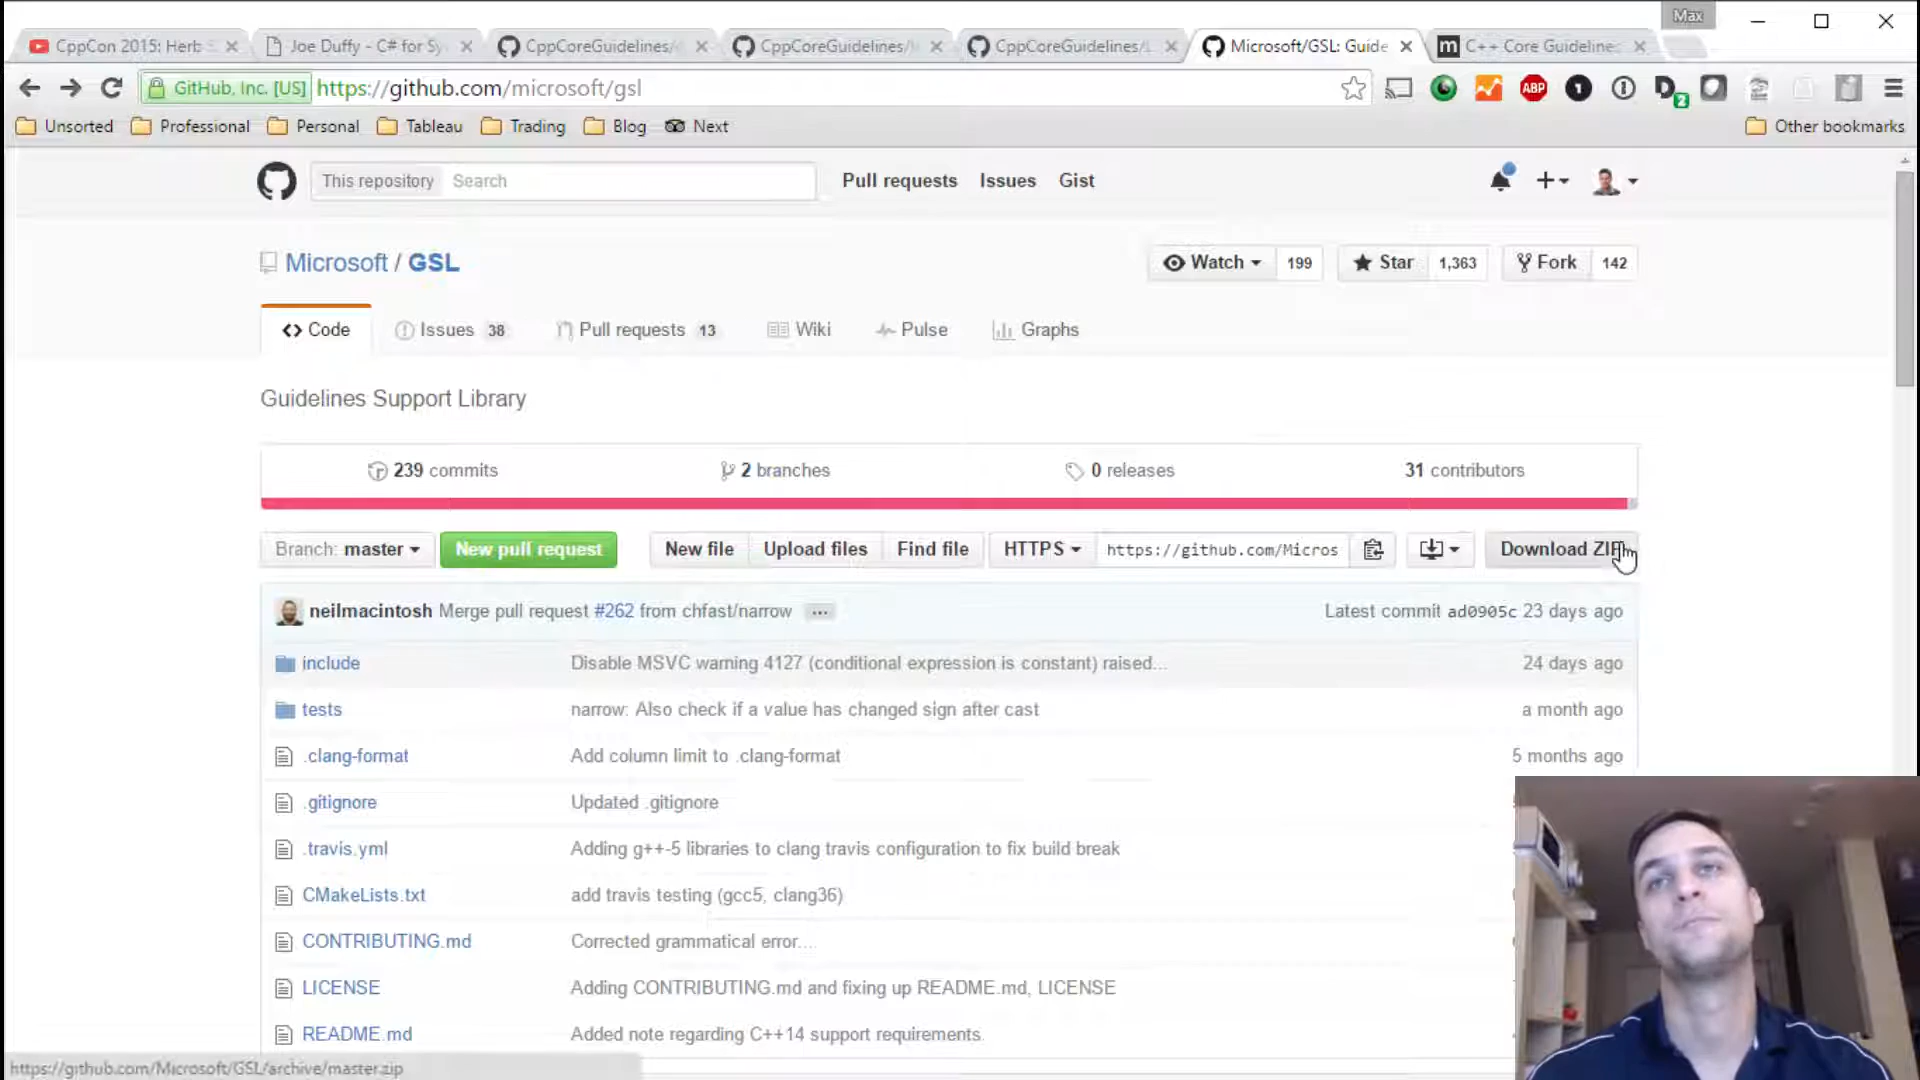 Max
CppCon 2015: Herb S
Joe Duffy - C# for Sy
CppCoreGuidelines/
CppCoreGuidelines/
CppCoreGuidelines/
Microsoft/GSL: Guide
C++ Core Guideline
GitHub, Inc. [US] https://github.com/microsoft/gsl
ABP
1
D
2
Unsorted Professional Personal Tableau Trading Blog Next Other bookmarks
This repository Search Pull requests Issues Gist
Microsoft / GSL Watch 199 Star 1,363 Fork 142
Code Issues 38 Pull requests 13 Wiki Pulse Graphs
Guidelines Support Library
239 commits 2 branches 0 releases 31 contributors
Branch: master New pull request New file Upload files Find file HTTPS https://github.com/Micros Download ZIP
neilmacintosh Merge pull request #262 from chfast/narrow … Latest commit ad0905c 23 days ago
include Disable MSVC warning 4127 (conditional expression is constant) raised… 24 days ago
tests narrow: Also check if a value has changed sign after cast a month ago
.clang-format Add column limit to .clang-format 5 months ago
.gitignore Updated .gitignore
.travis.yml Adding g++-5 libraries to clang travis configuration to fix build break
CMakeLists.txt add travis testing (gcc5, clang36)
CONTRIBUTING.md Corrected grammatical error....
LICENSE Adding CONTRIBUTING.md and fixing up README.md, LICENSE
README.md Added note regarding C++14 support requirements.
https://github.com/Microsoft/GSL/archive/master.zip